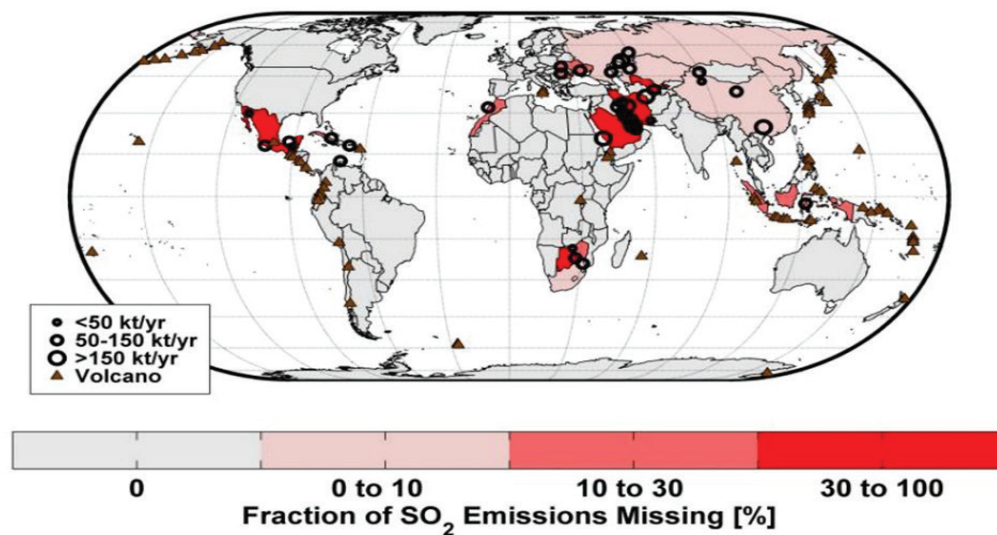 <50 kt/yr
50-150 kt/yr
>150 kt/yr
Volcano
0
0 to 10
10 to 30
30 to 100
Fraction of SO₂ Emissions Missing [%]